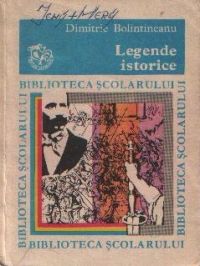 Dimitrie Bolintineanu
Legende
istorice
BIBLIOTECA ȘCOLARULUI
BIBLIOTECA ȘCOLARULUI
BIBLIOTECA ȘCOLARULUI
BIBLIOTECA ȘCOLARULUI